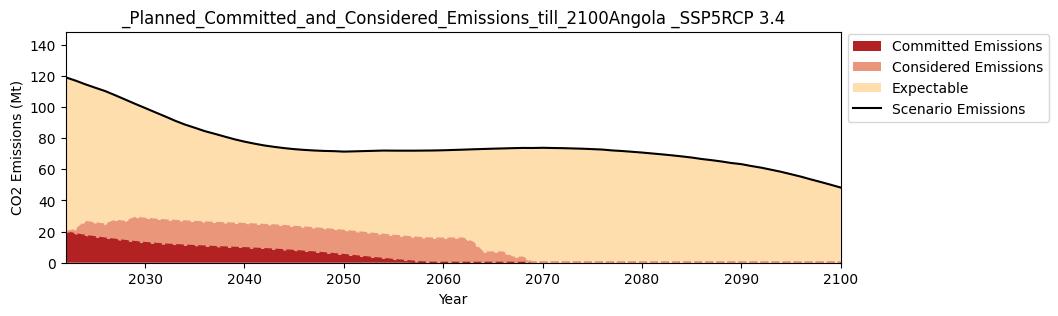 _Planned_Committed_and_Considered_Emissions_till_2100Angola _SSP5RCP 3.4
140
120
100
80
60
40
20
0
CO2 Emissions (Mt)
2030 2040 2050 2060 2070 2080 2090 2100
Year
Committed Emissions
Considered Emissions
Expectable
Scenario Emissions